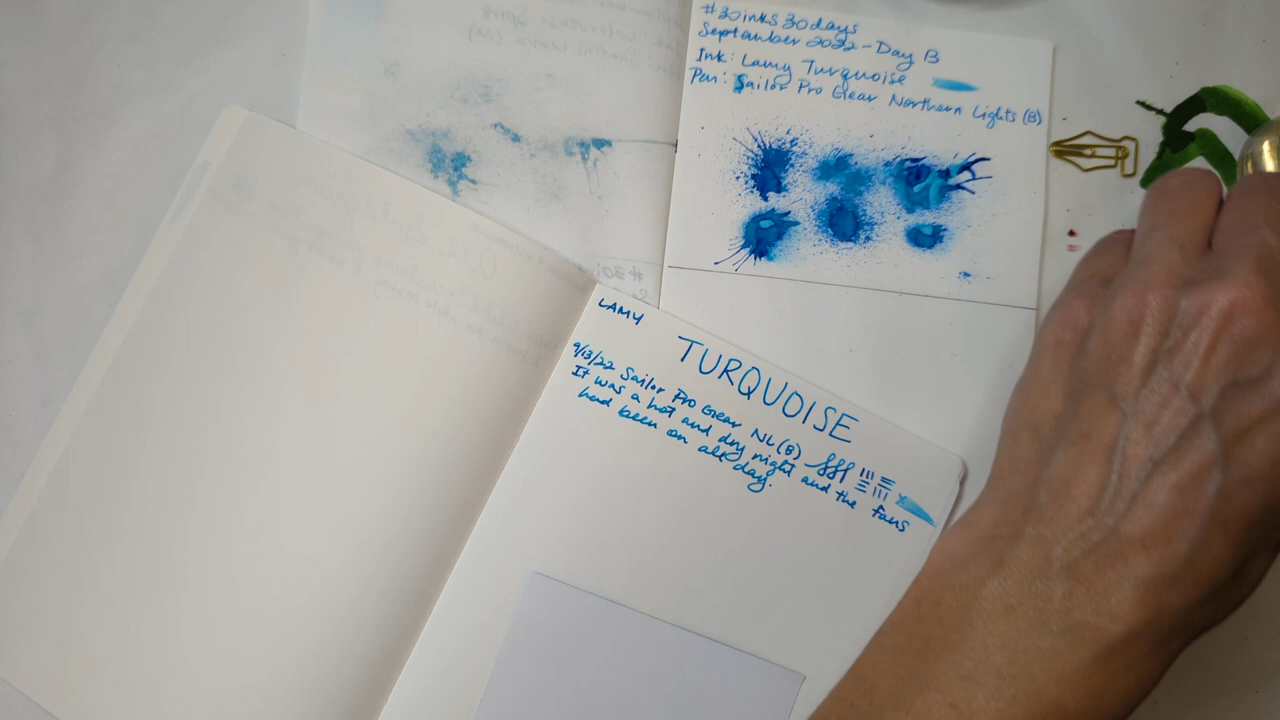 #30inks30days
September 2022 - Day 13
Ink: Lamy Turquoise
Pen: Sailor Pro Gear Northern Lights (B)
LAMY
TURQUOISE
9/13/22 Sailor Pro Gear NL (B)
It was a hot and dry night and the fans
had been on all day.